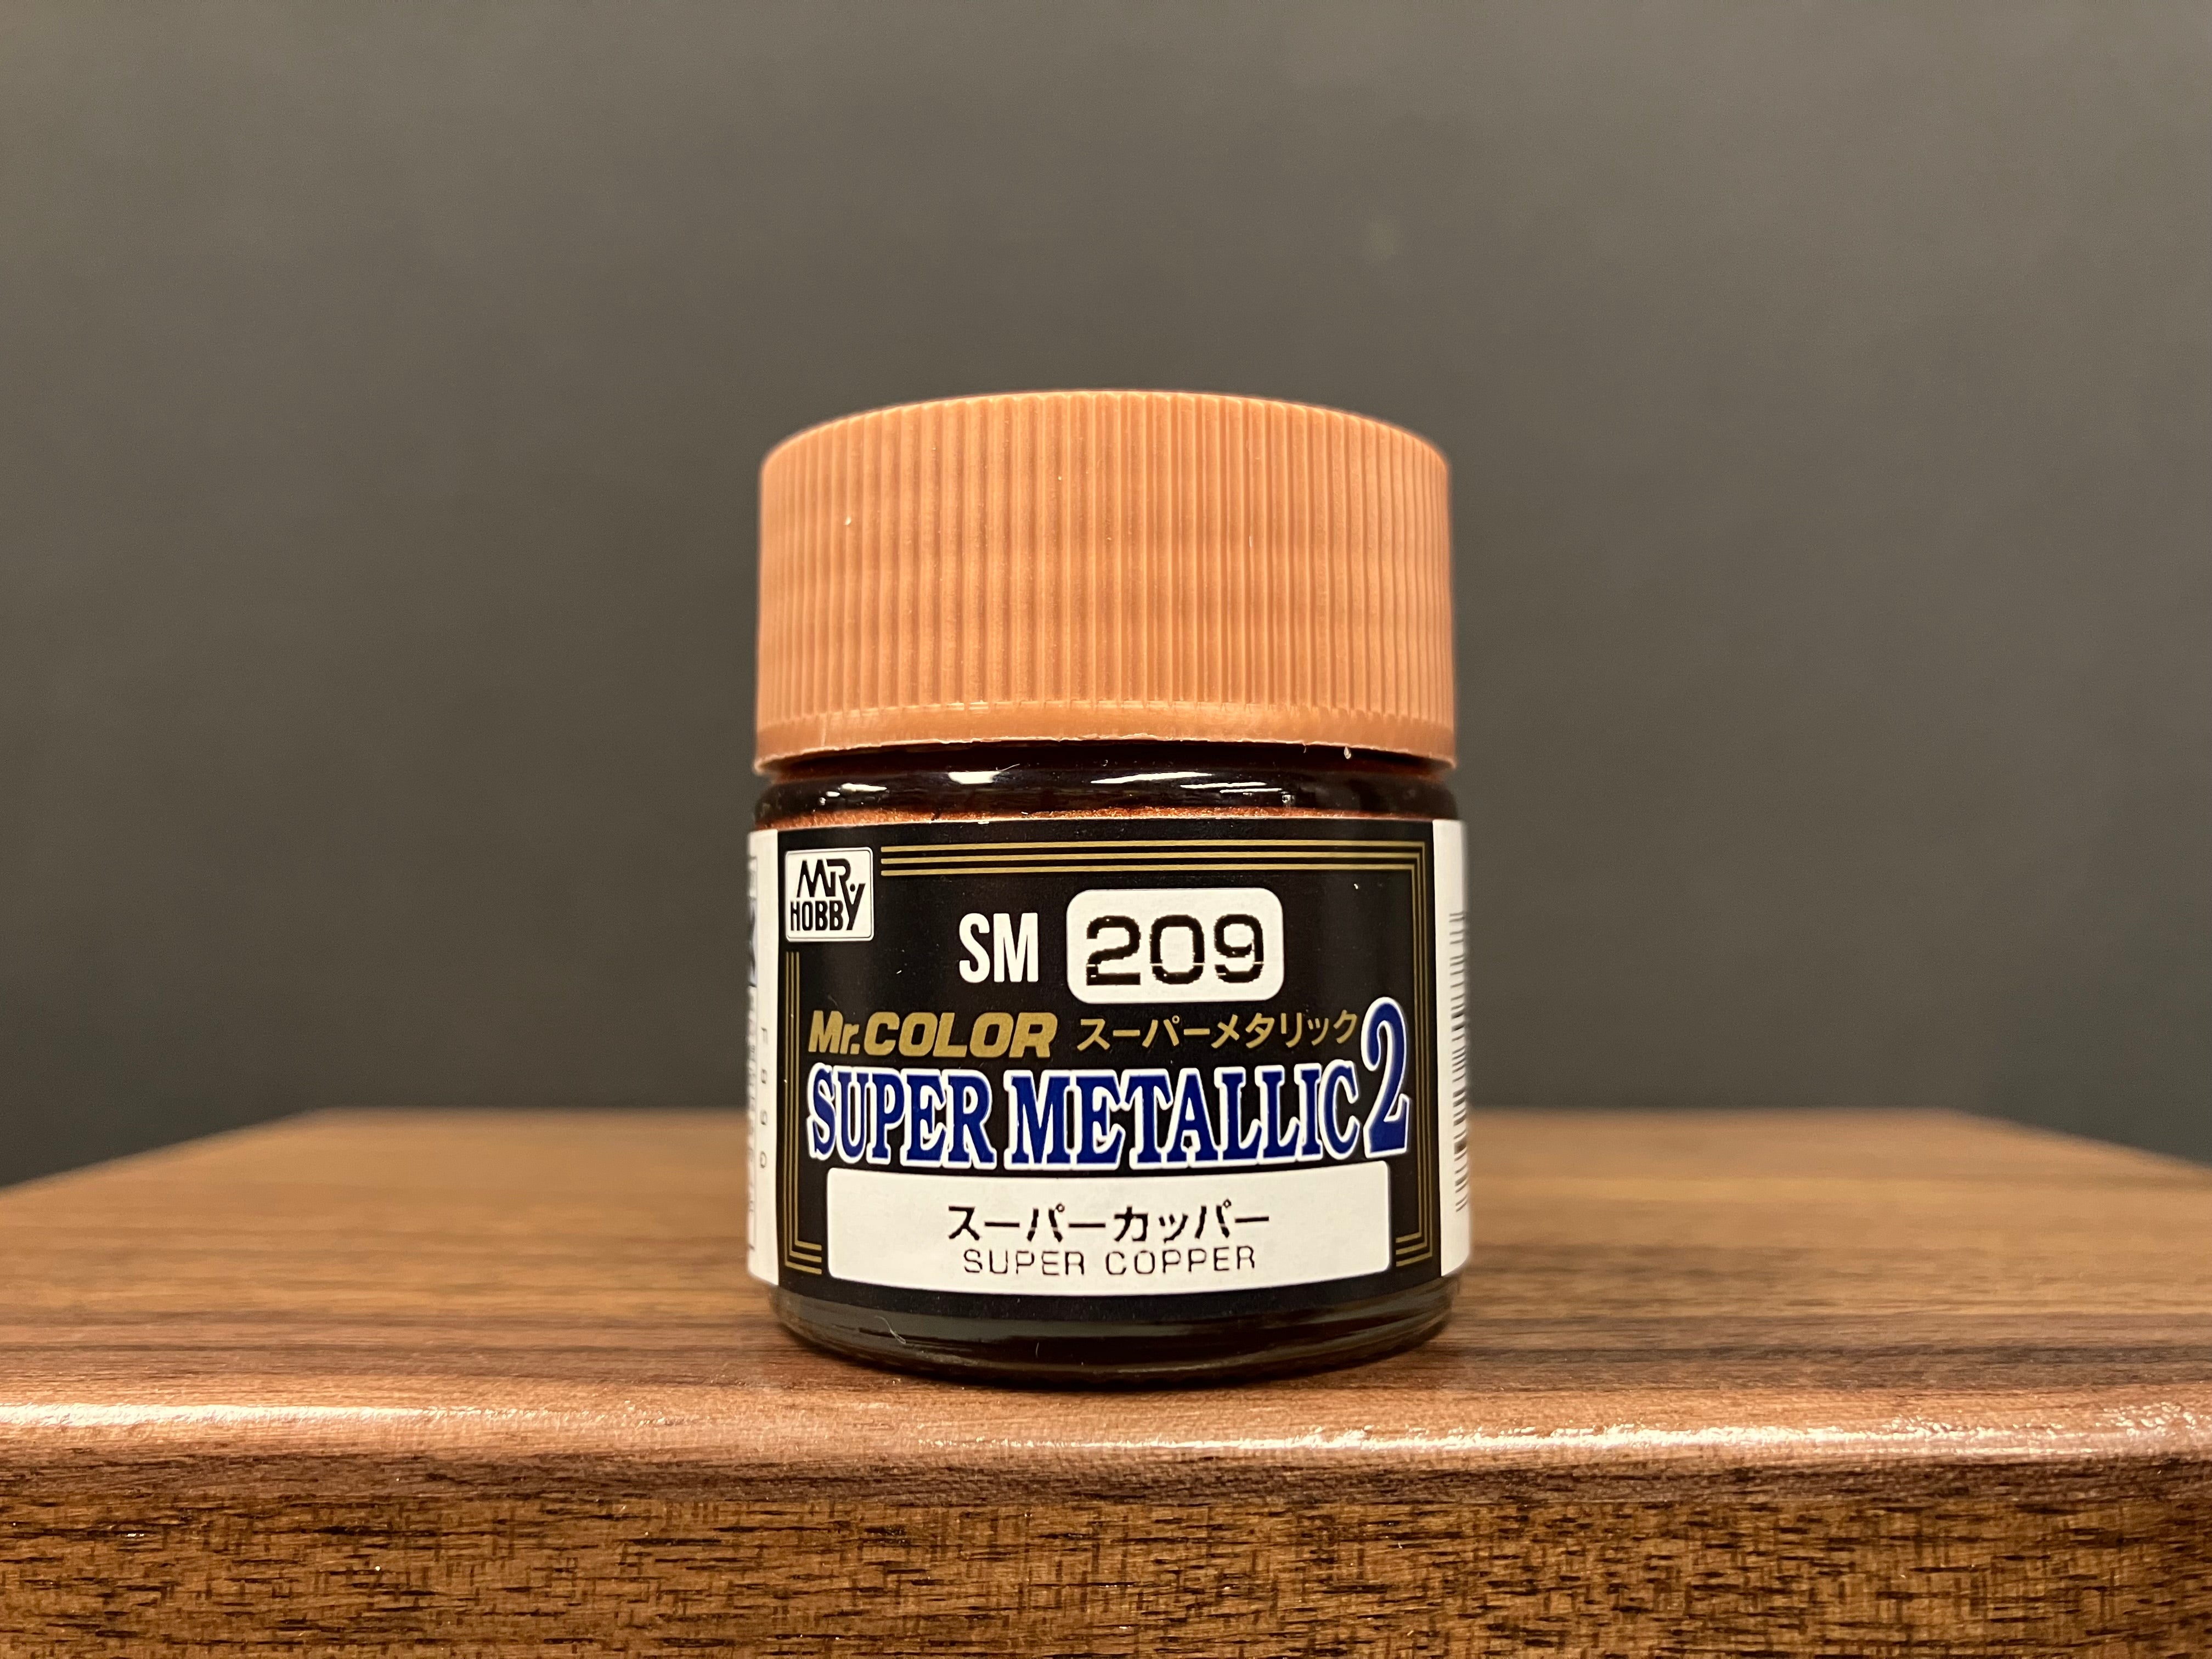 MR HOBBY
SM 209
Mr.COLOR スーパーメタリック2
SUPER METALLIC
スーパーカッパー
SUPER COPPER